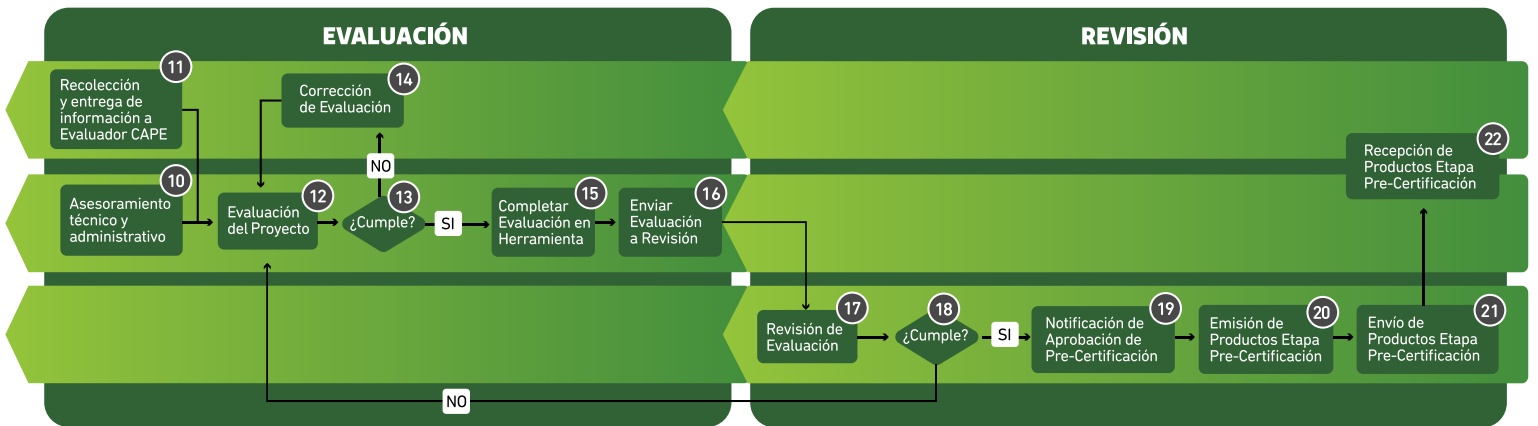 EVALUACIÓN
11
Recolección
y entrega de
información a
Evaluador CAPE
14
Corrección
de Evaluación
NO
10
Asesoramiento
técnico y
administrativo
12
Evaluación
del Proyecto
13
¿Cumple?
SI
15
Completar
Evaluación en
Herramienta
16
Enviar
Evaluación
a Revisión
REVISIÓN
17
Revisión de
Evaluación
18
¿Cumple?
NO
SI
19
Notificación de
Aprobación de
Pre-Certificación
20
Emisión de
Productos Etapa
Pre-Certificación
21
Envío de
Productos Etapa
Pre-Certificación
22
Recepción de
Productos Etapa
Pre-Certificación